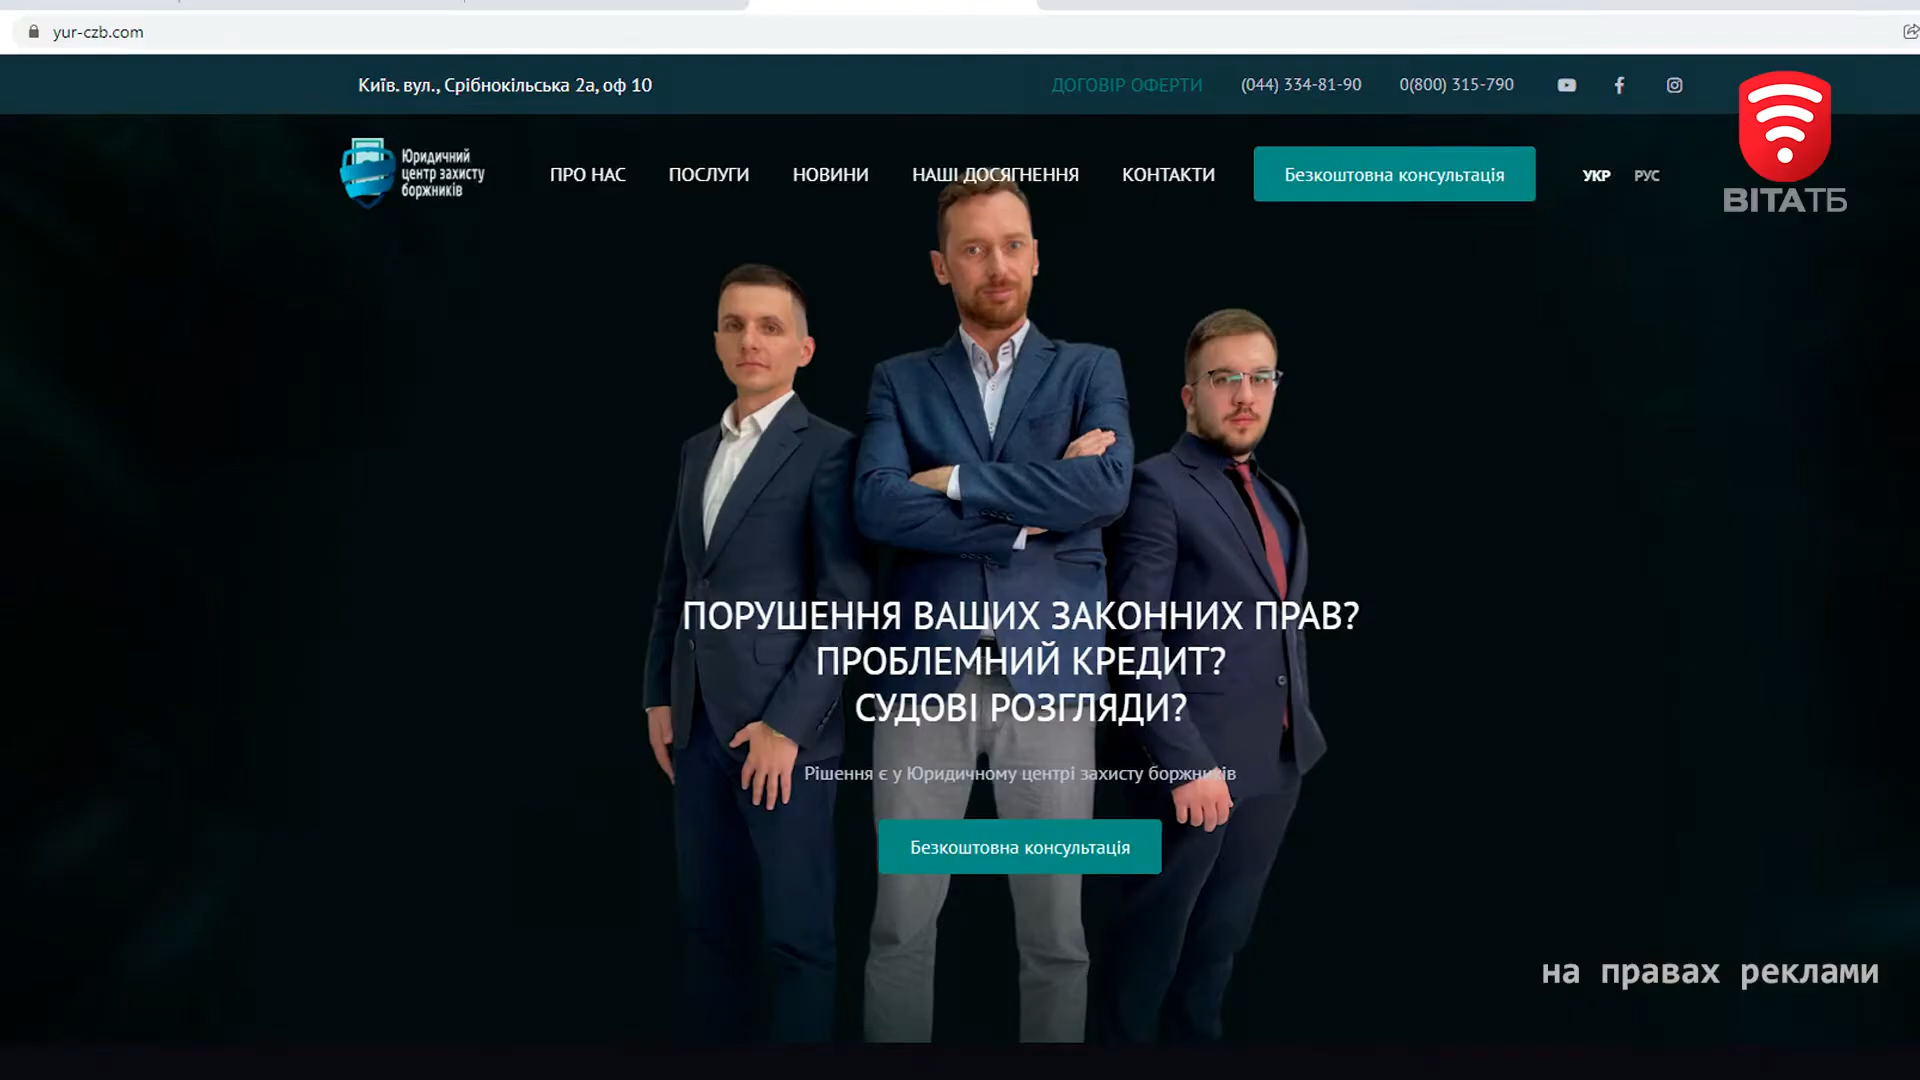 yur-czb.com
Київ. вул., Срібнокільська 2а, оф 10
ДОГОВІР ОФЕРТИ
(044) 334-81-90
0(800) 315-790
Юридичний
центр захисту
боржників
ПРО НАС
ПОСЛУГИ
НОВИНИ
НАШІ ДОСЯГНЕННЯ
КОНТАКТИ
Безкоштовна консультація
УКР
РУС
ВІТАТБ
ПОРУШЕННЯ ВАШИХ ЗАКОННИХ ПРАВ?
ПРОБЛЕМНИЙ КРЕДИТ?
СУДОВІ РОЗГЛЯДИ?
Рішення є у Юридичному центрі захисту боржників
Безкоштовна консультація
на правах реклами